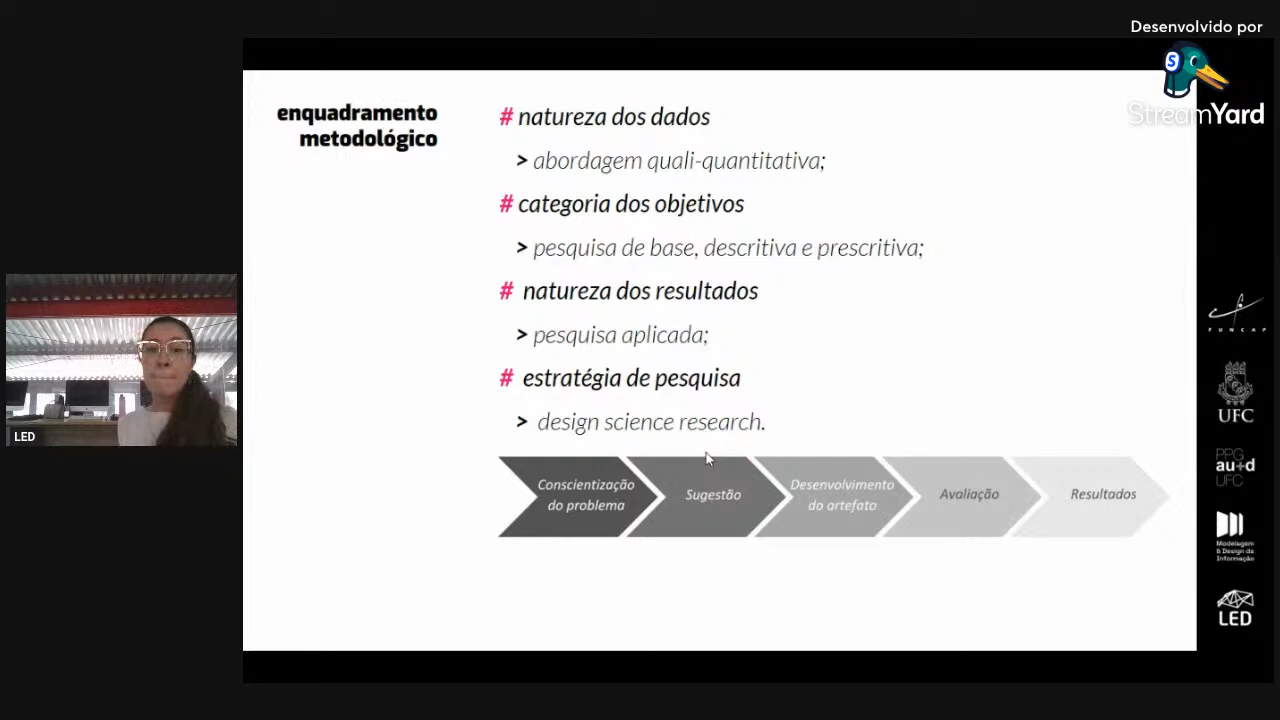 Desenvolvido por
StreamYard
enquadramento
metodológico
# natureza dos dados
> abordagem quali-quantitativa;
# categoria dos objetivos
> pesquisa de base, descritiva e prescritiva;
# natureza dos resultados
> pesquisa aplicada;
# estratégia de pesquisa
> design science research.
Conscientização
do problema
Sugestão
Desenvolvimento
do artefato
Avaliação
Resultados
LED
FUNCAP
UFC
PPG
au+d
UFC
Modelagem
& Design da
Informação
LED